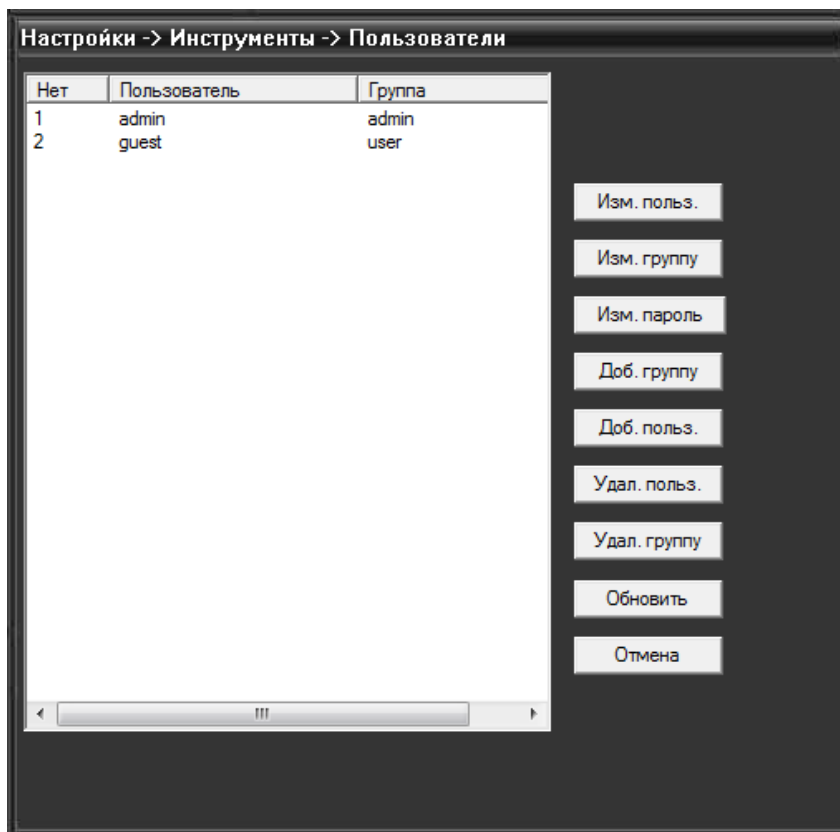 Настройки -> Инструменты -> Пользователи
Нет Пользователь Группа
1 admin admin
2 guest user
Изм. польз.
Изм. группу
Изм. пароль
Доб. группу
Доб. польз.
Удал. польз.
Удал. группу
Обновить
Отмена